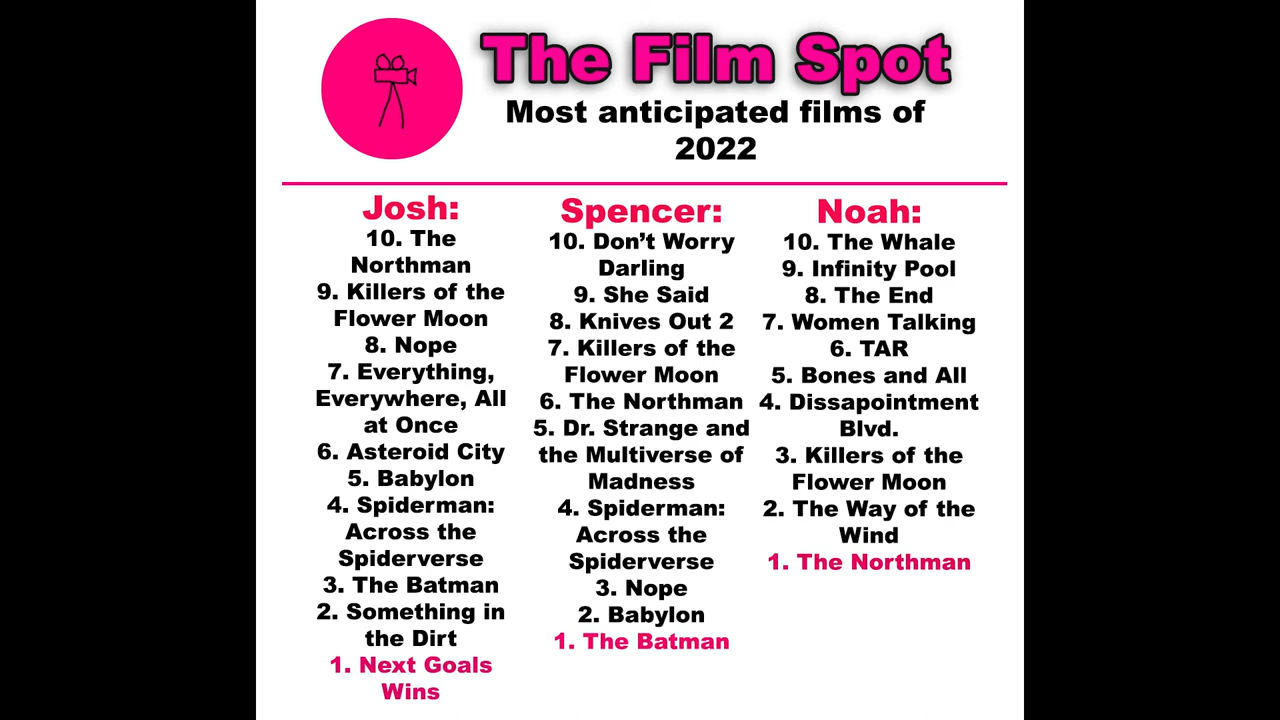 The Film Spot
Most anticipated films of
2022
Josh:
10. The
Northman
9. Killers of the
Flower Moon
8. Nope
7. Everything,
Everywhere, All
at Once
6. Asteroid City
5. Babylon
4. Spiderman:
Across the
Spiderverse
3. The Batman
2. Something in
the Dirt
1. Next Goals
Wins
Spencer:
10. Don’t Worry
Darling
9. She Said
8. Knives Out 2
7. Killers of the
Flower Moon
6. The Northman
5. Dr. Strange and
the Multiverse of
Madness
4. Spiderman:
Across the
Spiderverse
3. Nope
2. Babylon
1. The Batman
Noah:
10. The Whale
9. Infinity Pool
8. The End
7. Women Talking
6. TAR
5. Bones and All
4. Dissapointment
Blvd.
3. Killers of the
Flower Moon
2. The Way of the
Wind
1. The Northman